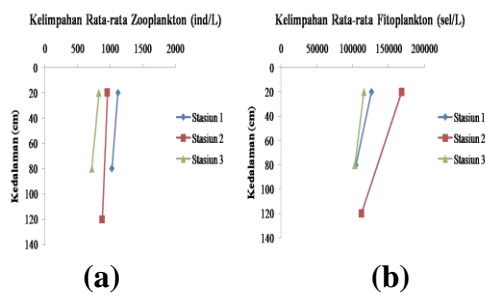 Kelimpahan Rata-rata Zooplankton (ind/L)
0 500 1000 1500 2000
0
20
40
60
80
100
120
140
Kedalaman (cm)
Stasiun 1
Stasiun 2
Stasiun 3
(a)
Kelimpahan Rata-rata Fitoplankton (sel/L)
0 50000 100000 150000 200000
0
20
40
60
80
100
120
140
Kedalaman (cm)
Stasiun 1
Stasiun 2
Stasiun 3
(b)